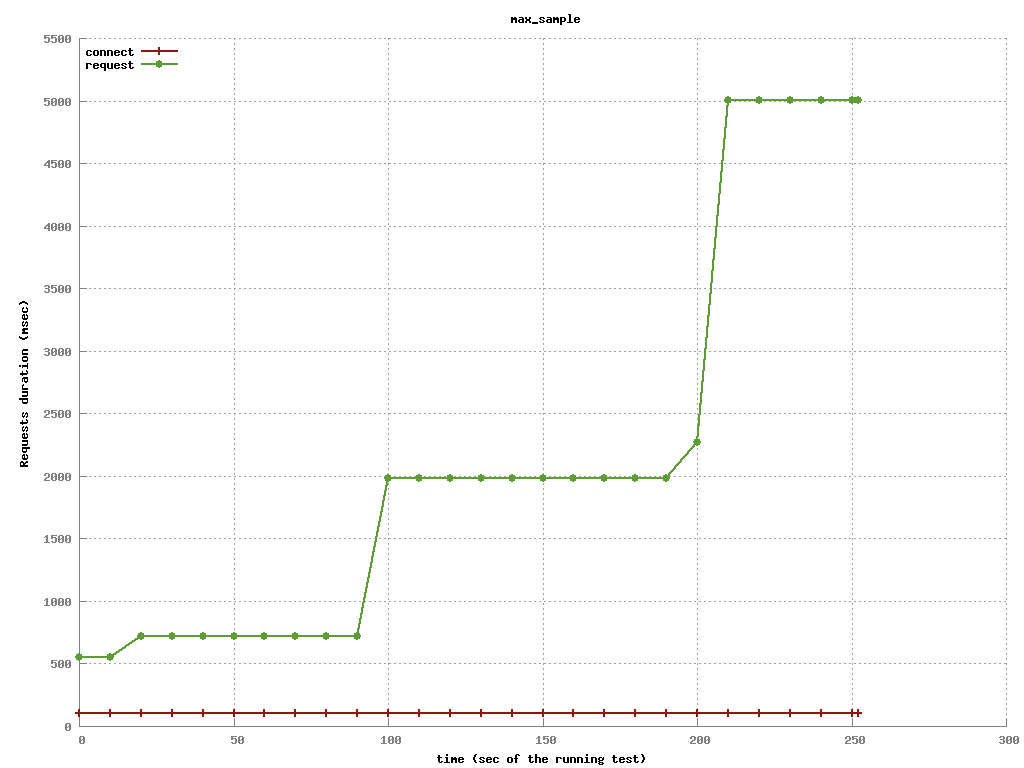 max_sample
5500
connect
request
5000
4500
4000
3500
3000
2500
2000
1500
1000
500
0
Requests duration (msec)
0 50 100 150 200 250 300
time (sec of the running test)